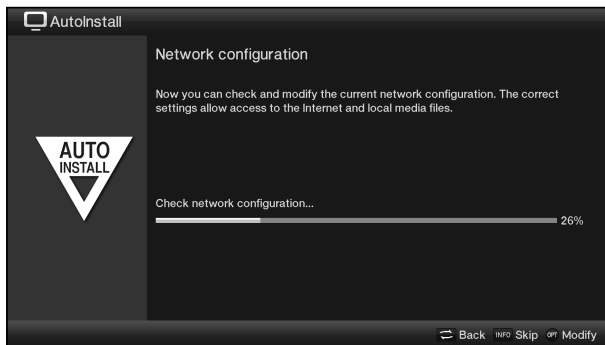 AutoInstall
Network configuration
Now you can check and modify the current network configuration. The correct
settings allow access to the Internet and local media files.
AUTO
INSTALL
Check network configuration...
26%
Back INFO Skip OPT Modify